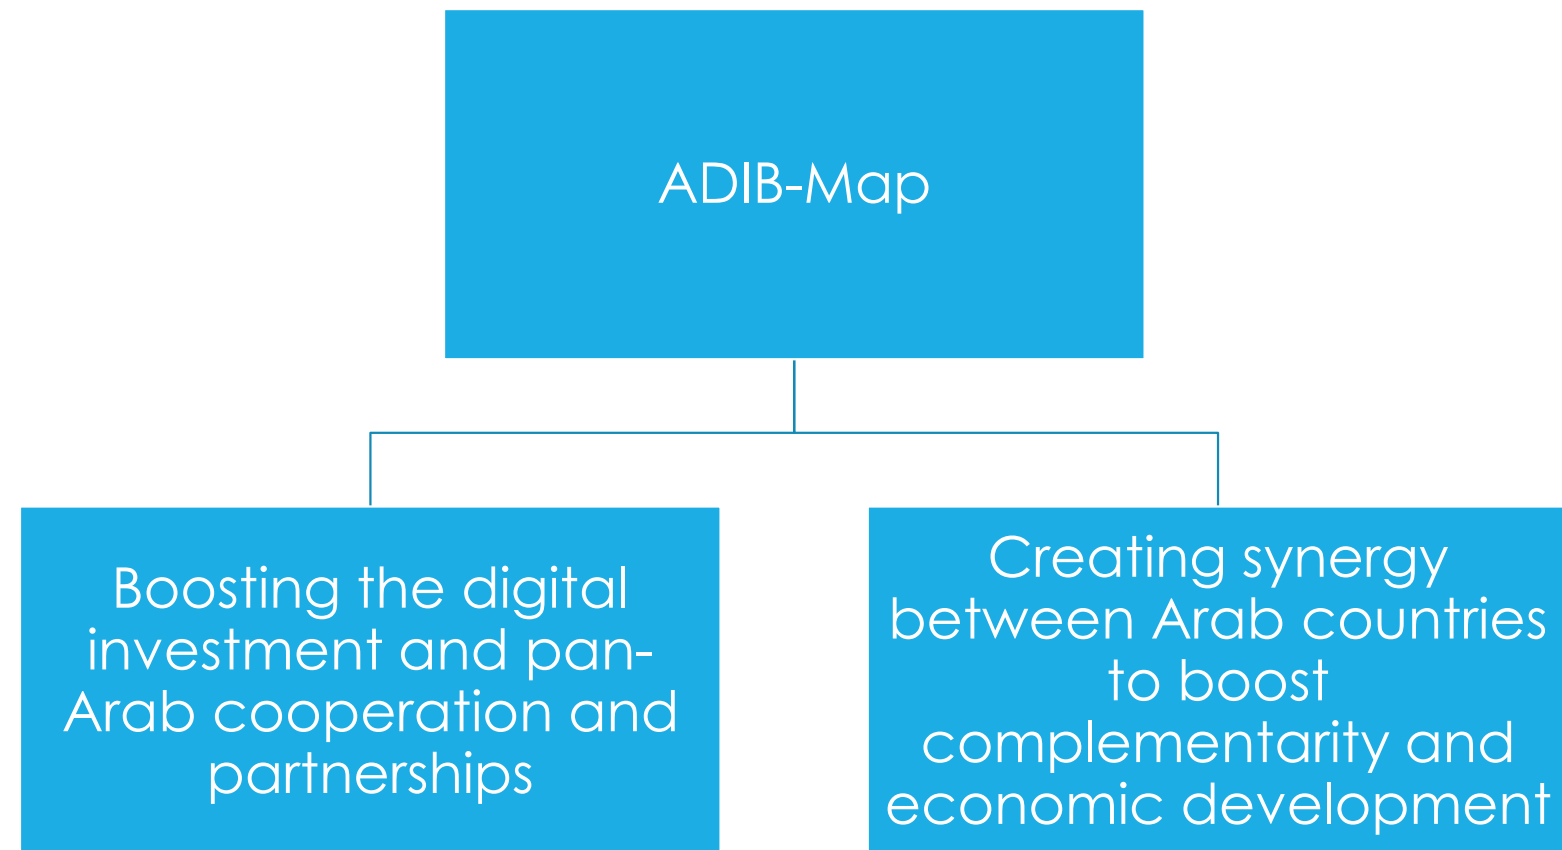 ADIB-Map
Boosting the digital
investment and pan-
Arab cooperation and
partnerships
Creating synergy
between Arab countries
to boost
complementarity and
economic development